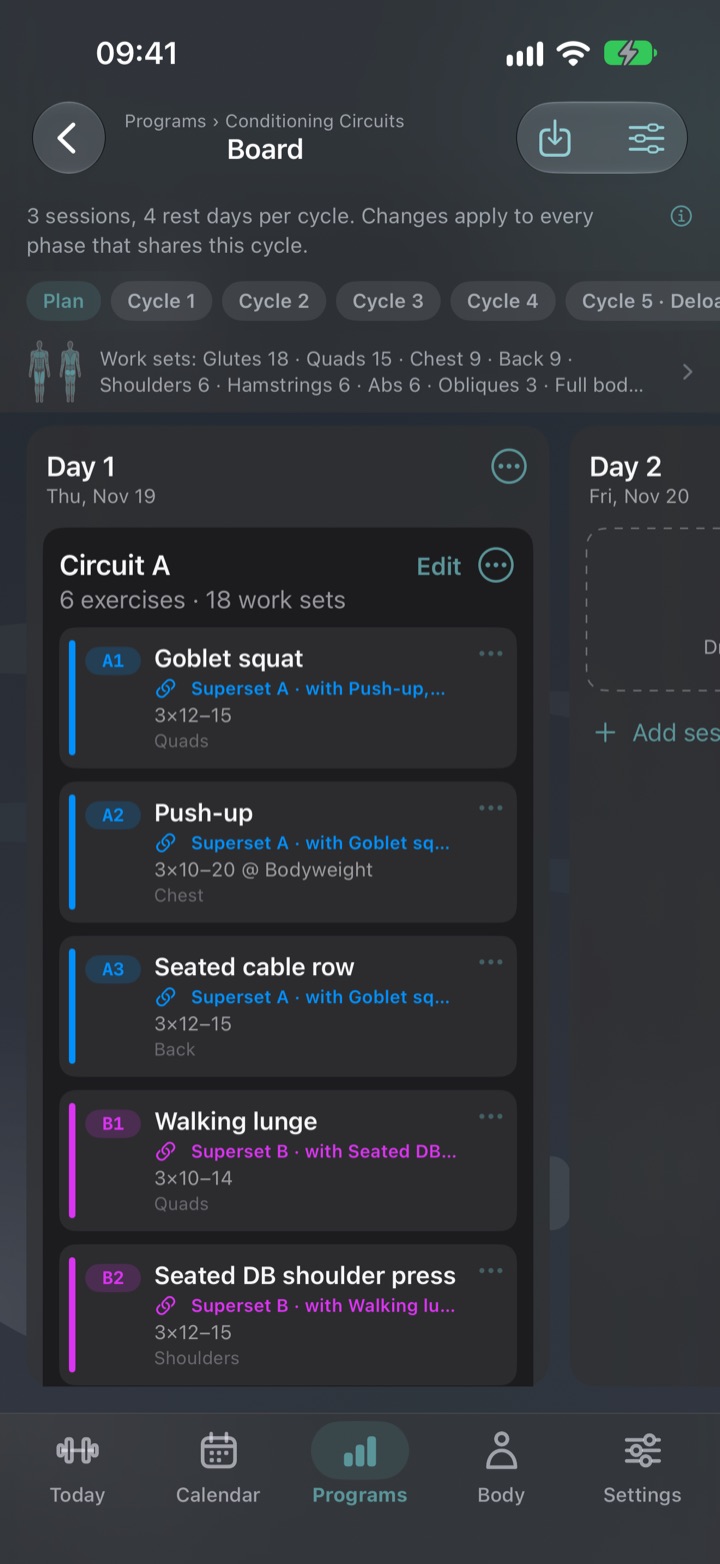 09:41
Programs › Conditioning Circuits
Board
3 sessions, 4 rest days per cycle. Changes apply to every
phase that shares this cycle.
Plan
Cycle 1
Cycle 2
Cycle 3
Cycle 4
Cycle 5 · Deloa
Work sets: Glutes 18 · Quads 15 · Chest 9 · Back 9 ·
Shoulders 6 · Hamstrings 6 · Abs 6 · Obliques 3 · Full bod...
Day 1
Thu, Nov 19
Circuit A
Edit
6 exercises · 18 work sets
A1
Goblet squat
Superset A · with Push-up,...
3×12–15
Quads
A2
Push-up
Superset A · with Goblet sq...
3×10–20 @ Bodyweight
Chest
A3
Seated cable row
Superset A · with Goblet sq...
3×12–15
Back
B1
Walking lunge
Superset B · with Seated DB...
3×10–14
Quads
B2
Seated DB shoulder press
Superset B · with Walking lu...
3×12–15
Shoulders
Day 2
Fri, Nov 20
+ Add ses
Today
Calendar
Programs
Body
Settings